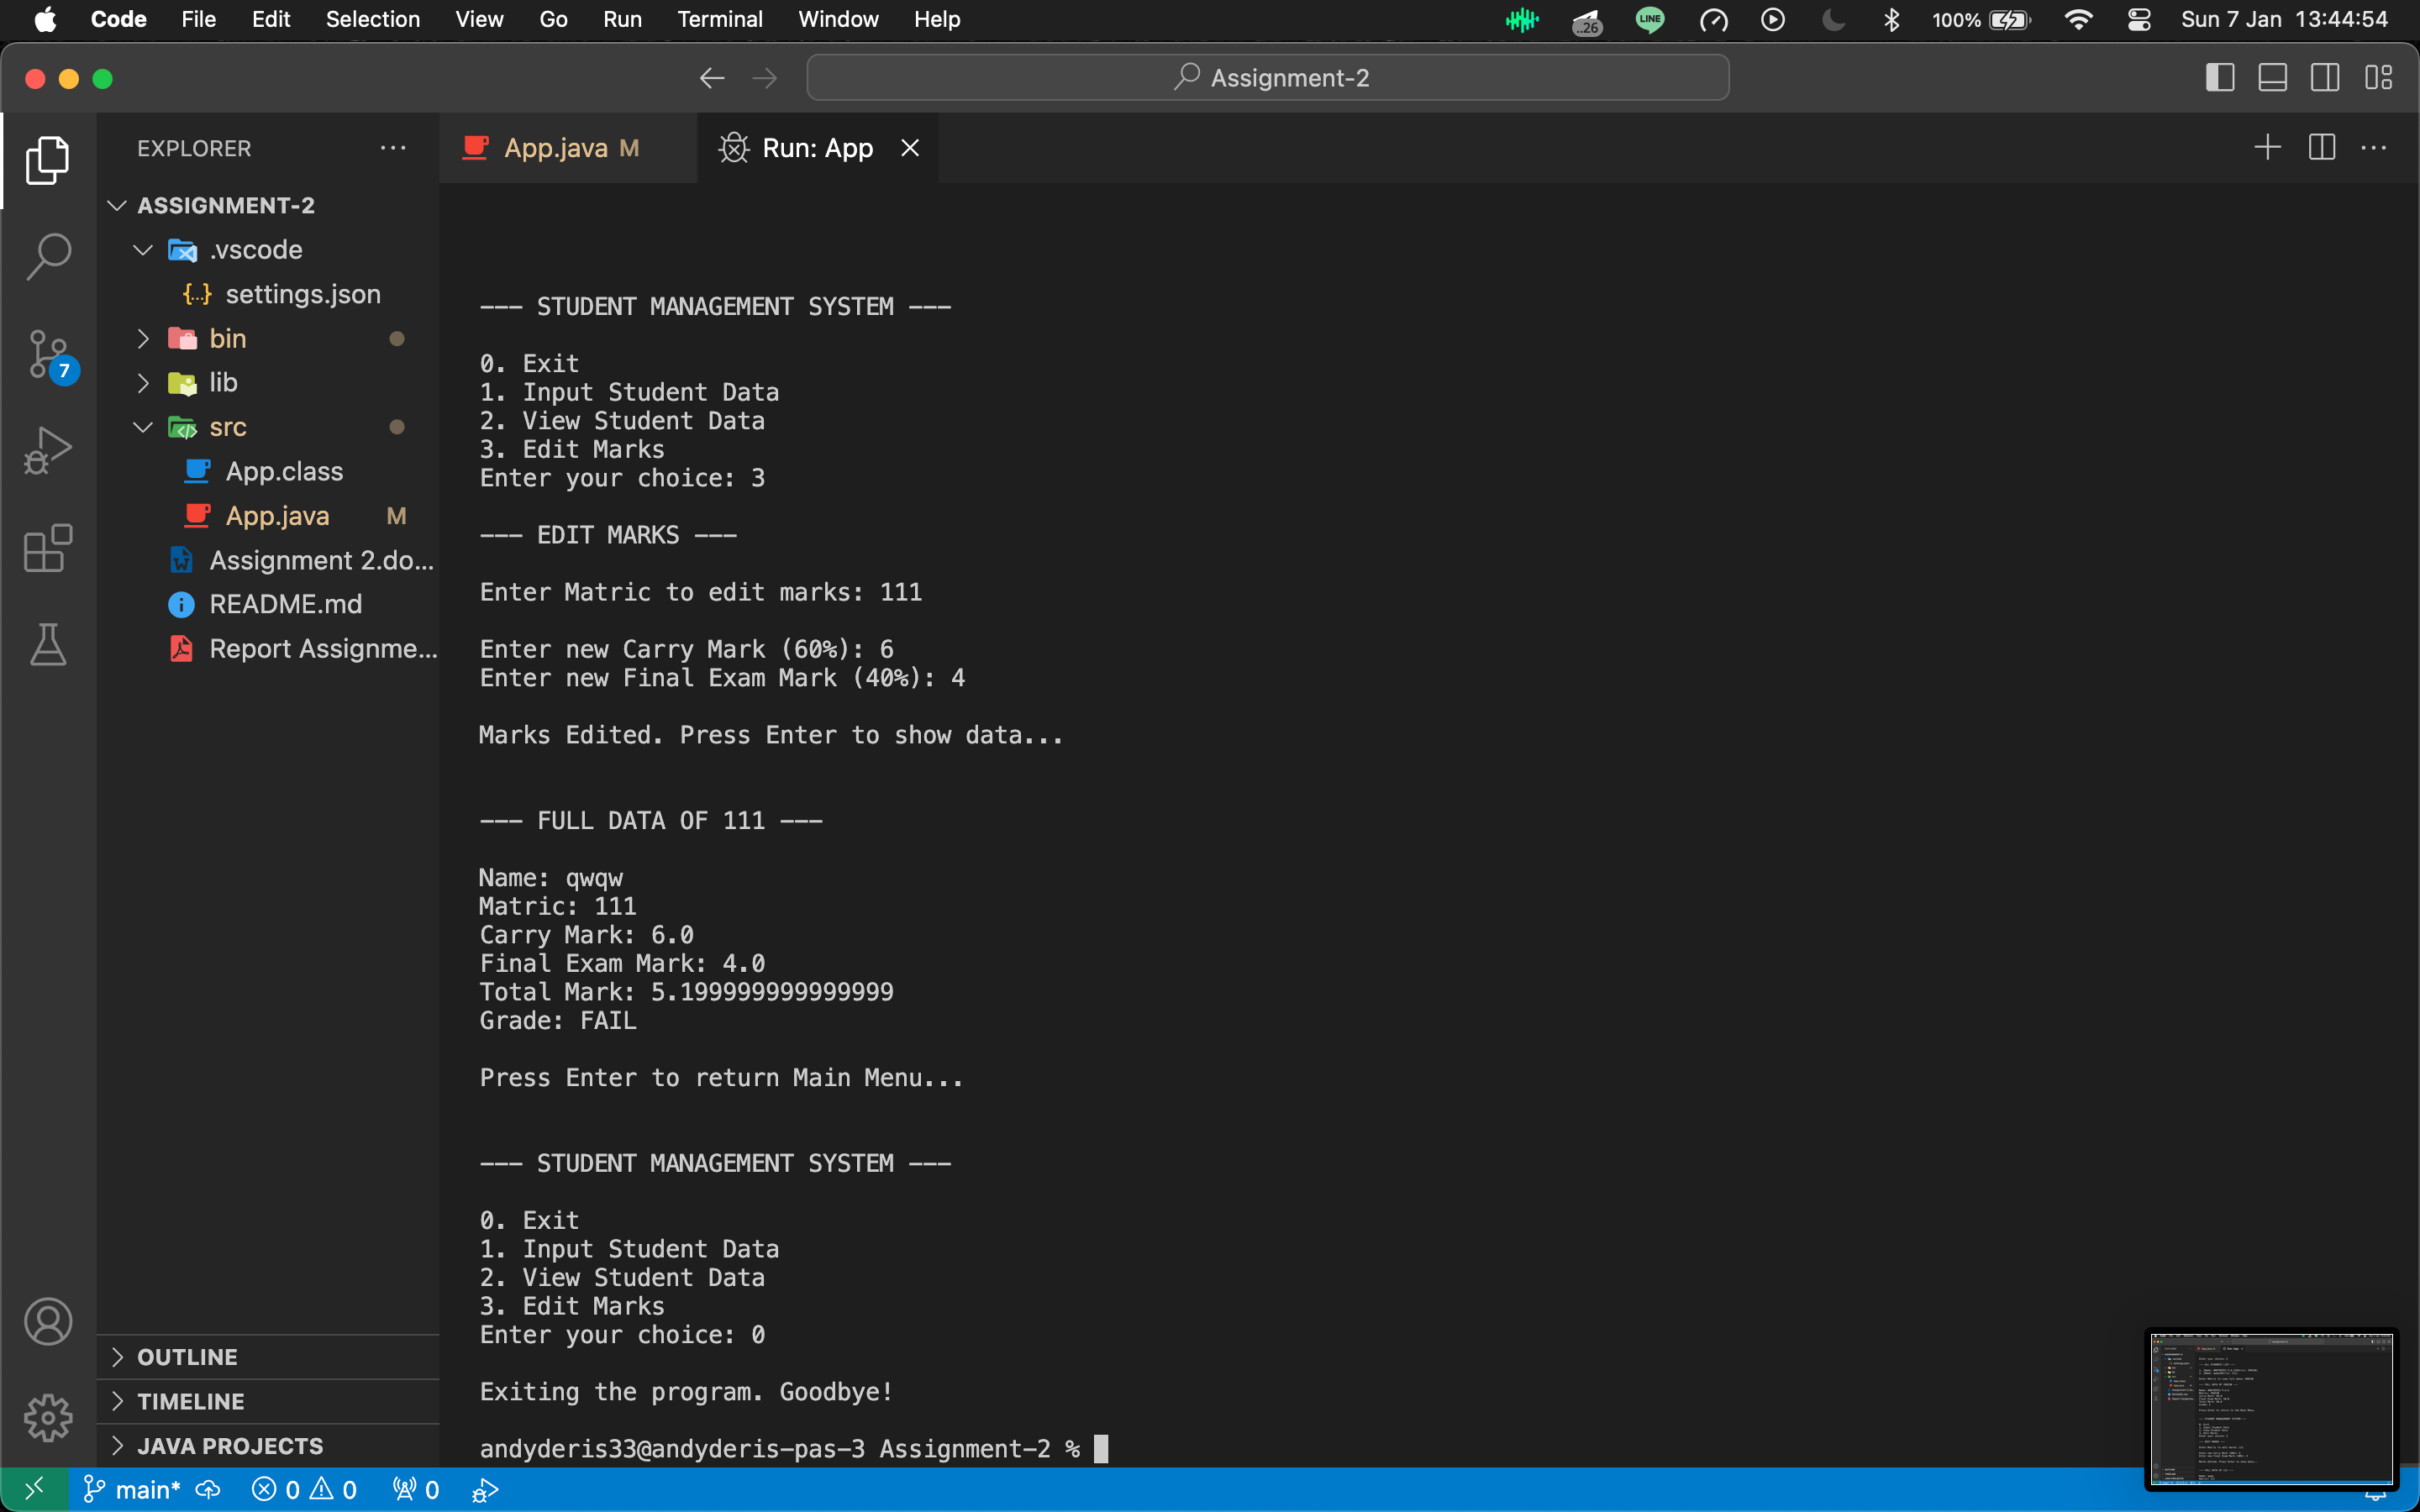 Code File Edit Selection View Go Run Terminal Window Help ..26 LINE 100% Sun 7 Jan 13:44:54
Assignment-2
EXPLORER ...
App.java M
Run: App
ASSIGNMENT-2
.vscode
settings.json
bin
lib
src
App.class
App.java M
Assignment 2.do...
README.md
Report Assignme...
7
OUTLINE
TIMELINE
JAVA PROJECTS
--- STUDENT MANAGEMENT SYSTEM ---
0. Exit
1. Input Student Data
2. View Student Data
3. Edit Marks
Enter your choice: 3
--- EDIT MARKS ---
Enter Matric to edit marks: 111
Enter new Carry Mark (60%): 6
Enter new Final Exam Mark (40%): 4
Marks Edited. Press Enter to show data...
--- FULL DATA OF 111 ---
Name: qwqw
Matric: 111
Carry Mark: 6.0
Final Exam Mark: 4.0
Total Mark: 5.199999999999999
Grade: FAIL
Press Enter to return Main Menu...
--- STUDENT MANAGEMENT SYSTEM ---
0. Exit
1. Input Student Data
2. View Student Data
3. Edit Marks
Enter your choice: 0
Exiting the program. Goodbye!
andyderis33@andyderis-pas-3 Assignment-2 %
main* 0 0 0